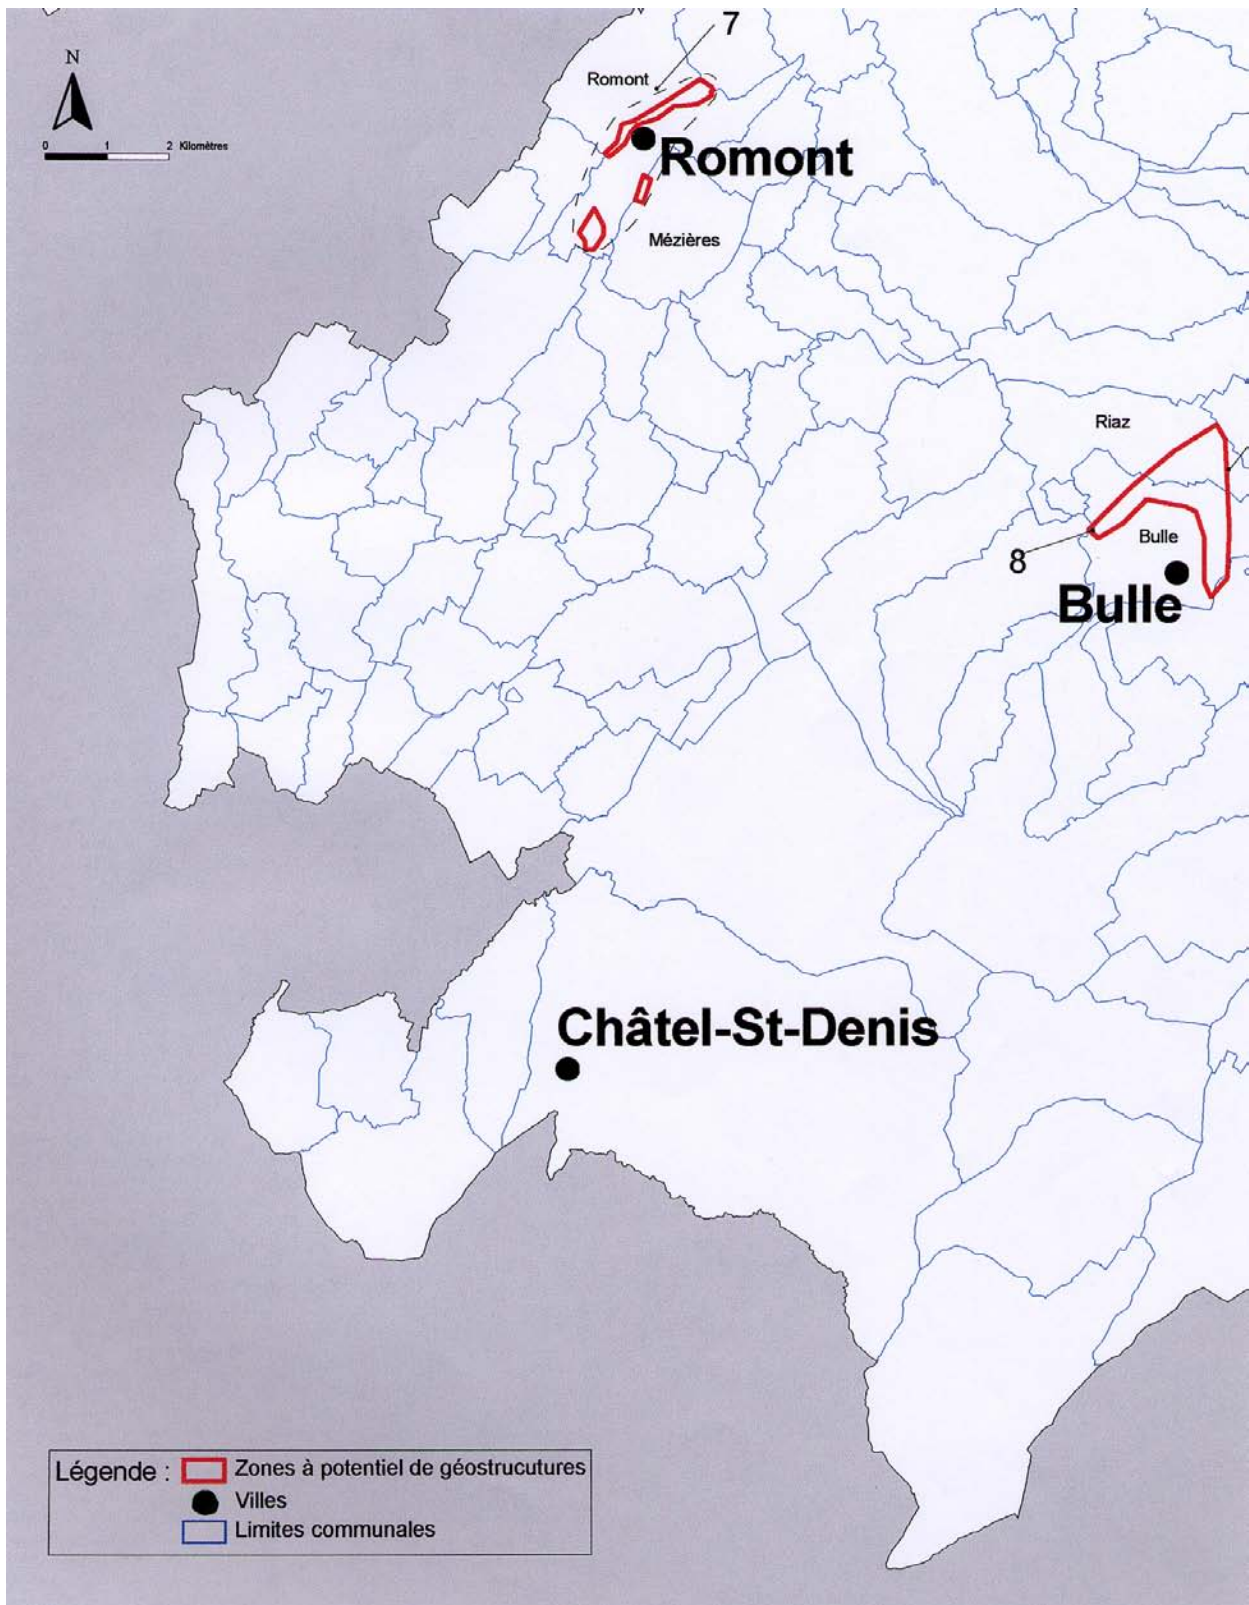 7
N
Romont
0 1 2 Kilomètres
Romont
Mézières
Riaz
Bulle
8
Bulle
Châtel-St-Denis
Légende :
Zones à potentiel de géostrucutures
Villes
Limites communales